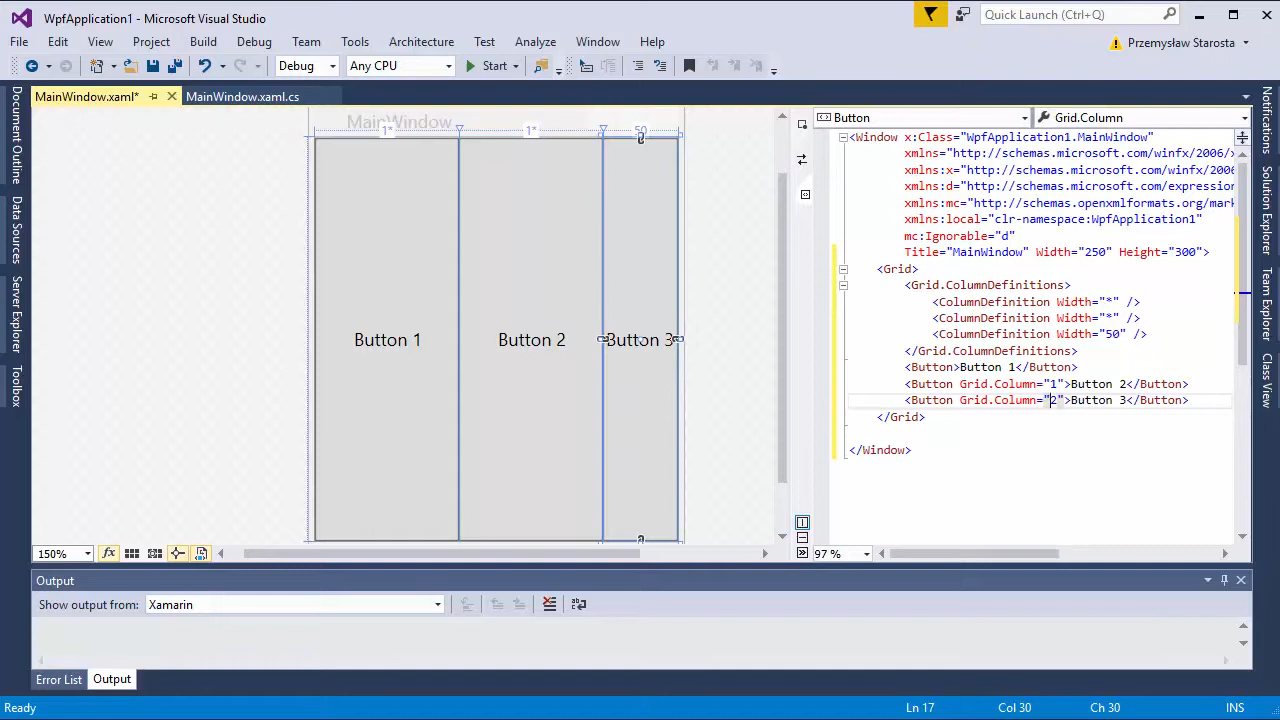 WpfApplication1 - Microsoft Visual Studio
Quick Launch (Ctrl+Q)
File Edit View Project Build Debug Team Tools Architecture Test Analyze Window Help
Przemysław Starosta
Debug Any CPU Start
MainWindow.xaml* MainWindow.xaml.cs
Document Outline
Data Sources
Server Explorer
Toolbox
MainWindow
1* 1* 50
Button 1 Button 2 Button 3
150%
Button Grid.Column
<Window x:Class="WpfApplication1.MainWindow"
xmlns="http://schemas.microsoft.com/winfx/2006/
xmlns:x="http://schemas.microsoft.com/winfx/2006
xmlns:d="http://schemas.microsoft.com/expression
xmlns:mc="http://schemas.openxmlformats.org/mark
xmlns:local="clr-namespace:WpfApplication1"
mc:Ignorable="d"
Title="MainWindow" Width="250" Height="300">
<Grid>
<Grid.ColumnDefinitions>
<ColumnDefinition Width="*" />
<ColumnDefinition Width="*" />
<ColumnDefinition Width="50" />
</Grid.ColumnDefinitions>
<Button>Button 1</Button>
<Button Grid.Column="1">Button 2</Button>
<Button Grid.Column="2">Button 3</Button>
</Grid>
</Window>
97 %
Notifications
Solution Explorer
Team Explorer
Class View
Output
Show output from: Xamarin
Error List Output
Ready Ln 17 Col 30 Ch 30 INS